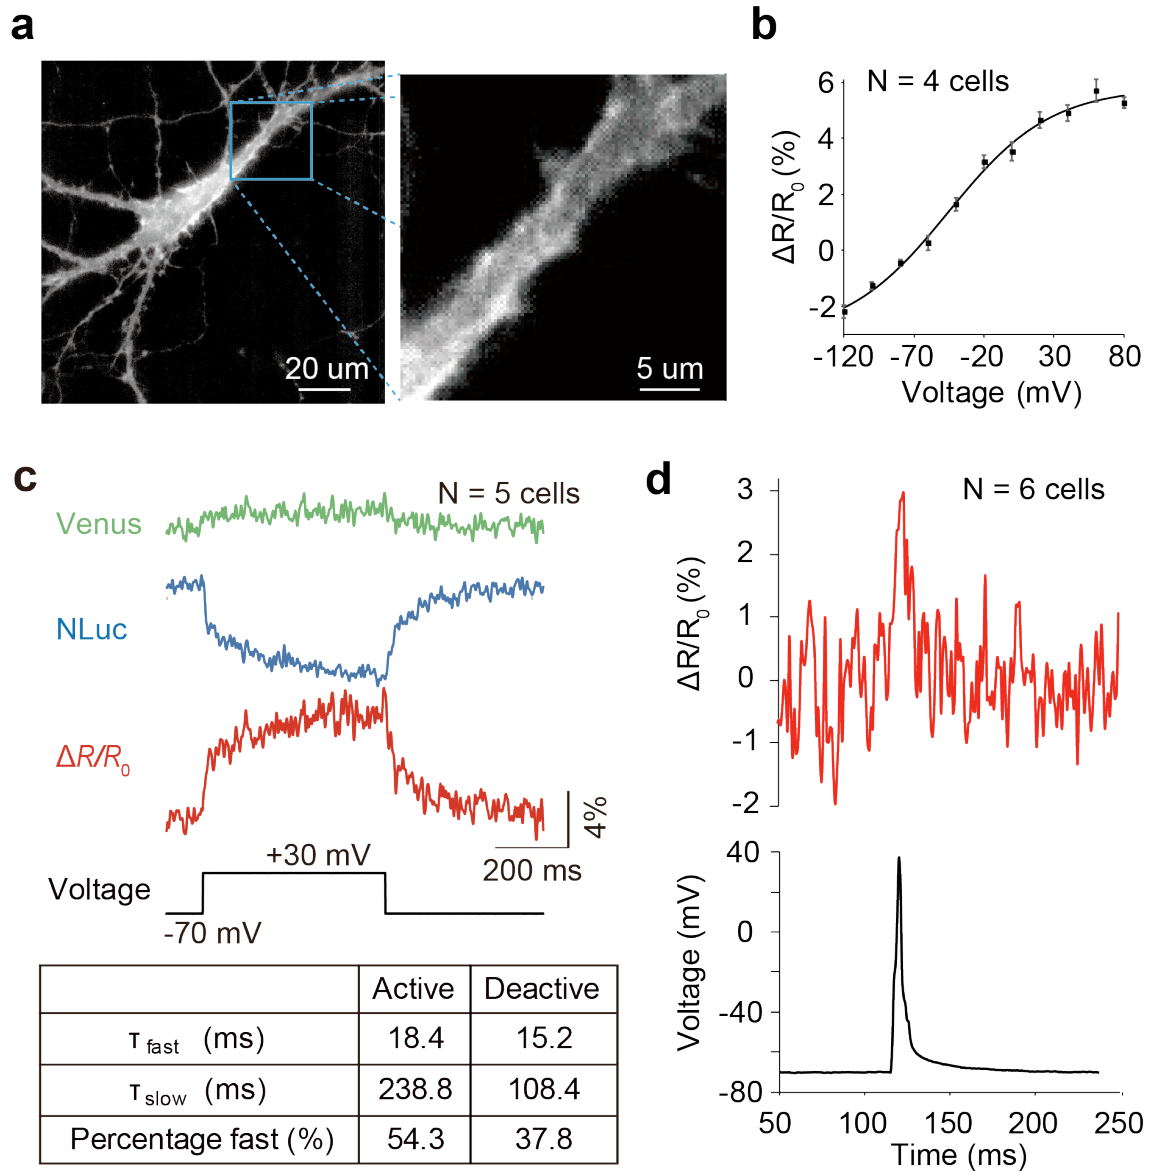 a
20 um
5 um
b
N = 4 cells
ΔR/R0 (%)
6
4
2
0
-2
-120 -70 -20 30 80
Voltage (mV)
c
N = 5 cells
Venus
NLuc
ΔR/R0
4%
200 ms
+30 mV
Voltage
-70 mV
Active Deactive
τ fast (ms) 18.4 15.2
τ slow (ms) 238.8 108.4
Percentage fast (%) 54.3 37.8
d
N = 6 cells
ΔR/R0 (%)
3
2
1
0
-1
-2
Voltage (mV)
40
0
-40
-80
50 100 150 200 250
Time (ms)